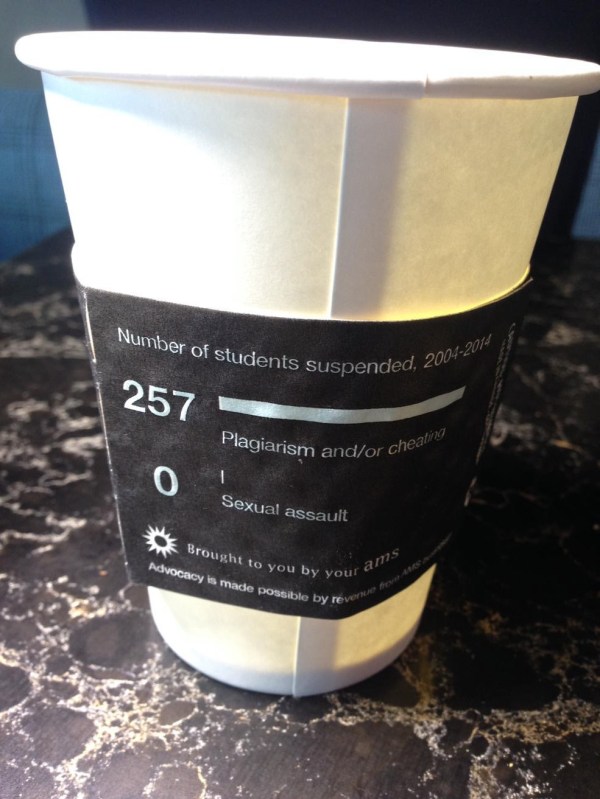 Number of students suspended, 2004-2014
257
Plagiarism and/or cheating
0
Sexual assault
Brought to you by your ams
Advocacy is made possible by revenue from AMS